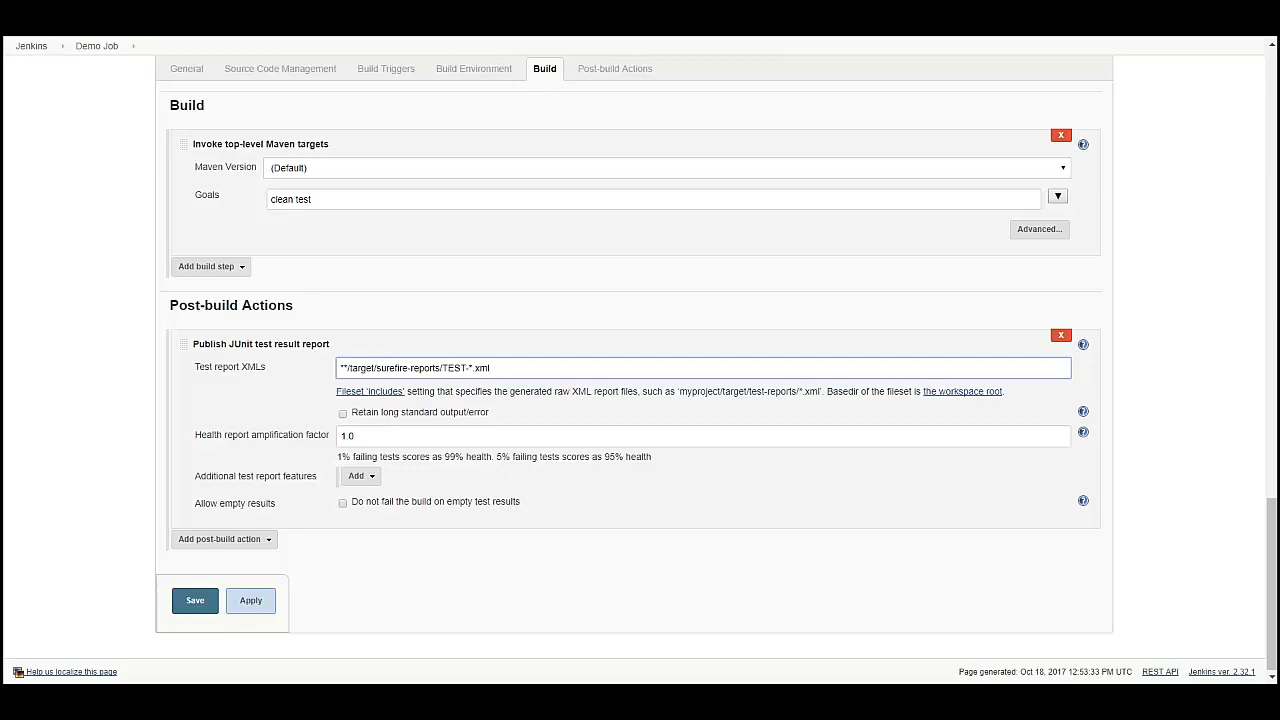 Jenkins
Demo Job
General Source Code Management Build Triggers Build Environment Build Post-build Actions
Build
Invoke top-level Maven targets
X
Maven Version (Default)
Goals clean test
Advanced...
Add build step
Post-build Actions
Publish JUnit test result report
X
Test report XMLs **/target/surefire-reports/TEST-*.xml
Fileset 'includes' setting that specifies the generated raw XML report files, such as 'myproject/target/test-reports/*.xml'. Basedir of the fileset is the workspace root.
Retain long standard output/error
Health report amplification factor 1.0
1% failing tests scores as 99% health. 5% failing tests scores as 95% health
Additional test report features Add
Allow empty results Do not fail the build on empty test results
Add post-build action
Save Apply
Help us localize this page Page generated: Oct 18, 2017 12:53:33 PM UTC REST API Jenkins ver. 2.32.1